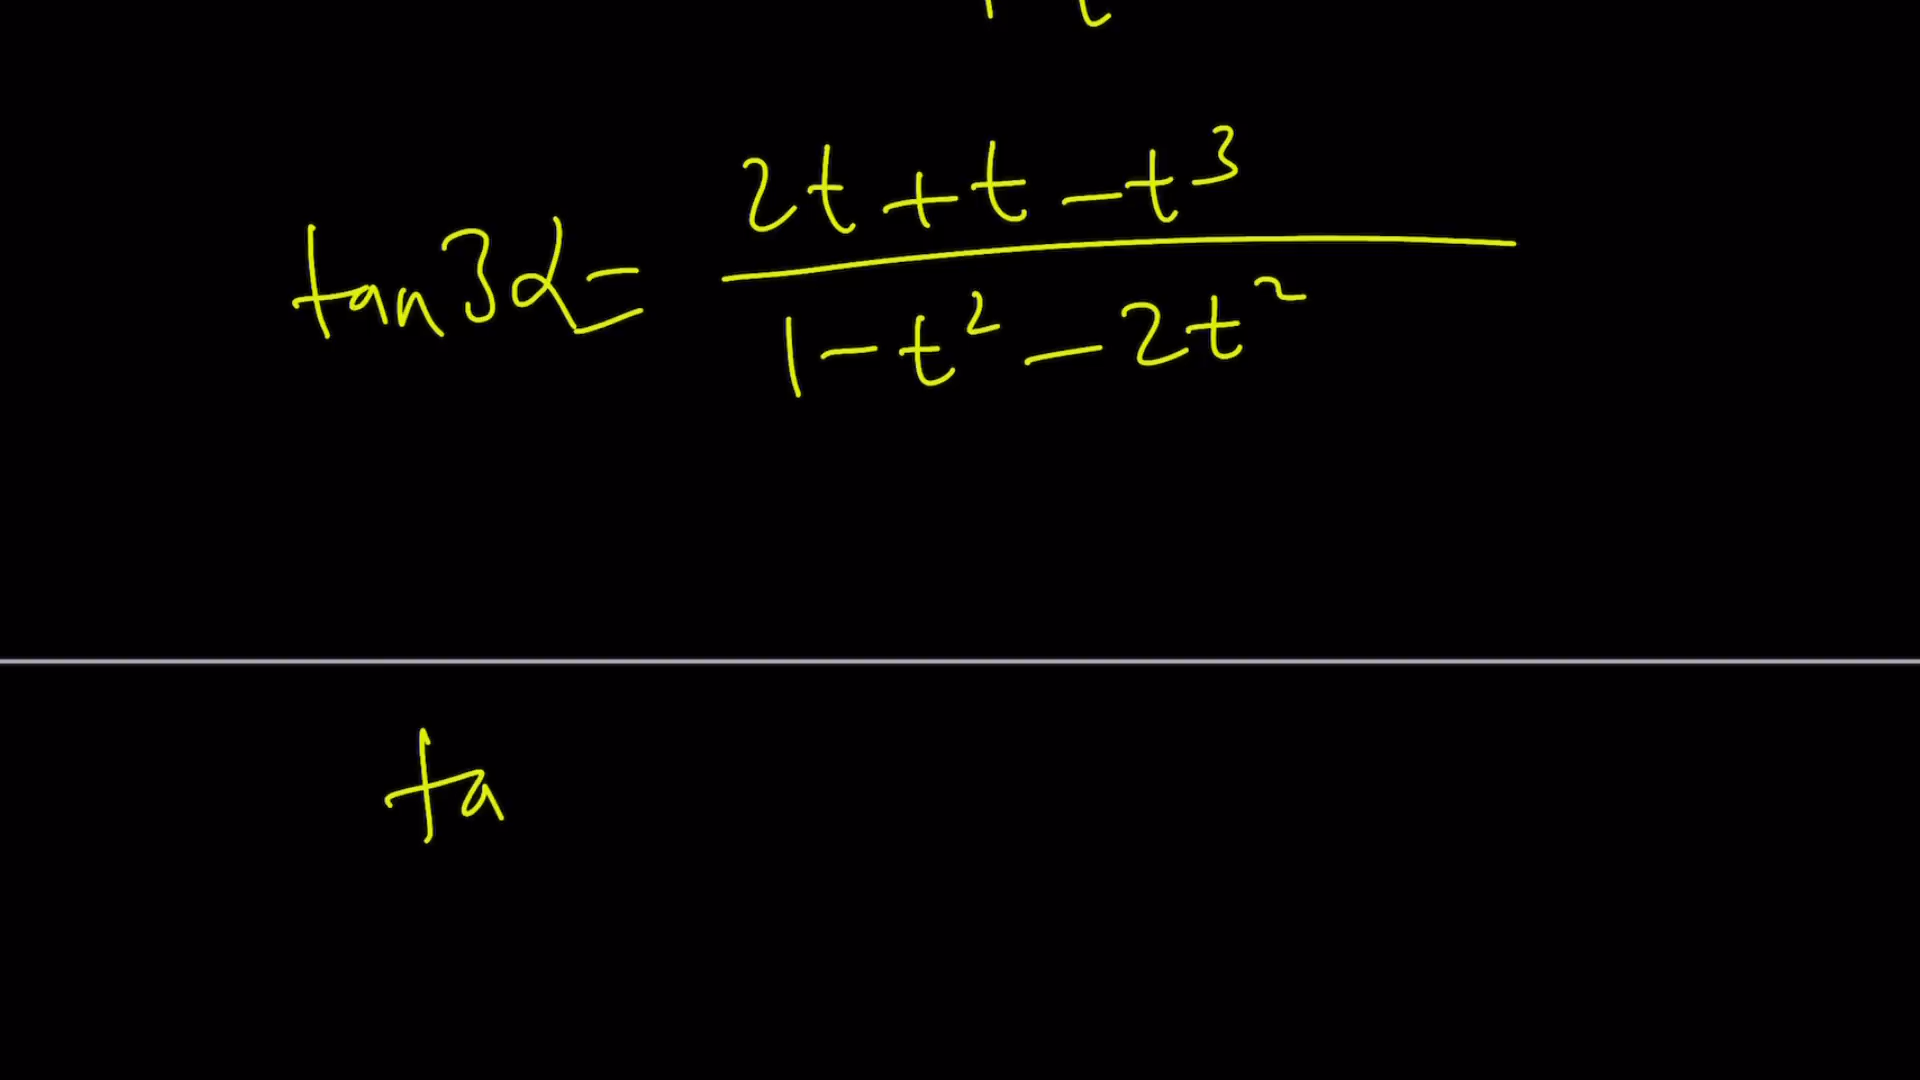 tan3α = (2t + t - t³)/(1 - t² - 2t²)
ta